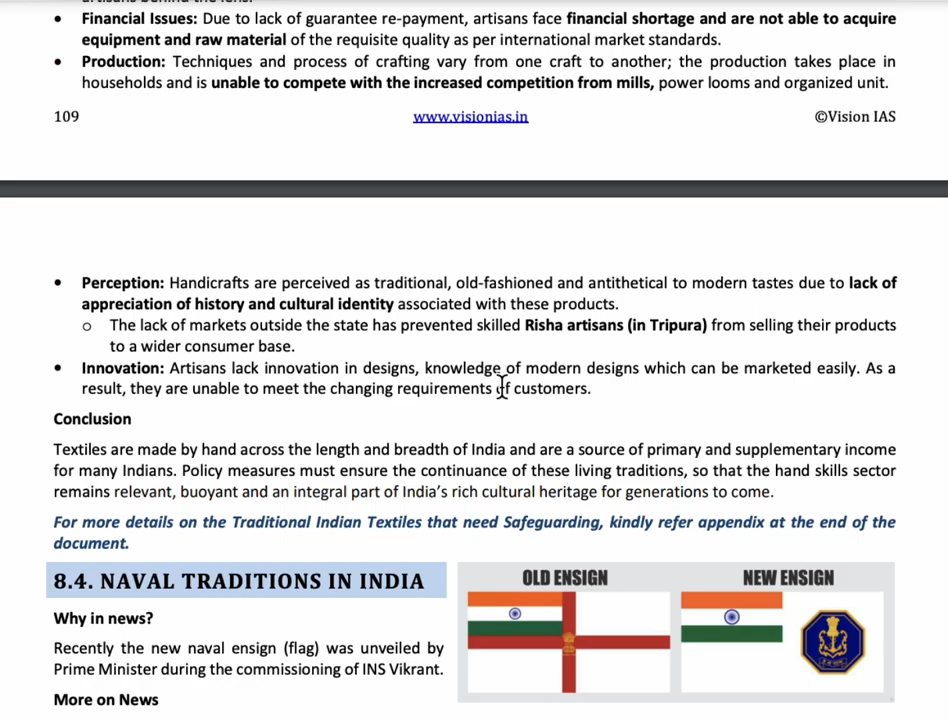 • Financial Issues: Due to lack of guarantee re-payment, artisans face financial shortage and are not able to acquire
equipment and raw material of the requisite quality as per international market standards.
• Production: Techniques and process of crafting vary from one craft to another; the production takes place in
households and is unable to compete with the increased competition from mills, power looms and organized unit.
109 www.visionias.in ©Vision IAS
• Perception: Handicrafts are perceived as traditional, old-fashioned and antithetical to modern tastes due to lack of
appreciation of history and cultural identity associated with these products.
o The lack of markets outside the state has prevented skilled Risha artisans (in Tripura) from selling their products
to a wider consumer base.
• Innovation: Artisans lack innovation in designs, knowledge of modern designs which can be marketed easily. As a
result, they are unable to meet the changing requirements of customers.
Conclusion
Textiles are made by hand across the length and breadth of India and are a source of primary and supplementary income
for many Indians. Policy measures must ensure the continuance of these living traditions, so that the hand skills sector
remains relevant, buoyant and an integral part of India's rich cultural heritage for generations to come.
For more details on the Traditional Indian Textiles that need Safeguarding, kindly refer appendix at the end of the
document.
8.4. NAVAL TRADITIONS IN INDIA
Why in news?
Recently the new naval ensign (flag) was unveiled by
Prime Minister during the commissioning of INS Vikrant.
More on News
OLD ENSIGN
NEW ENSIGN